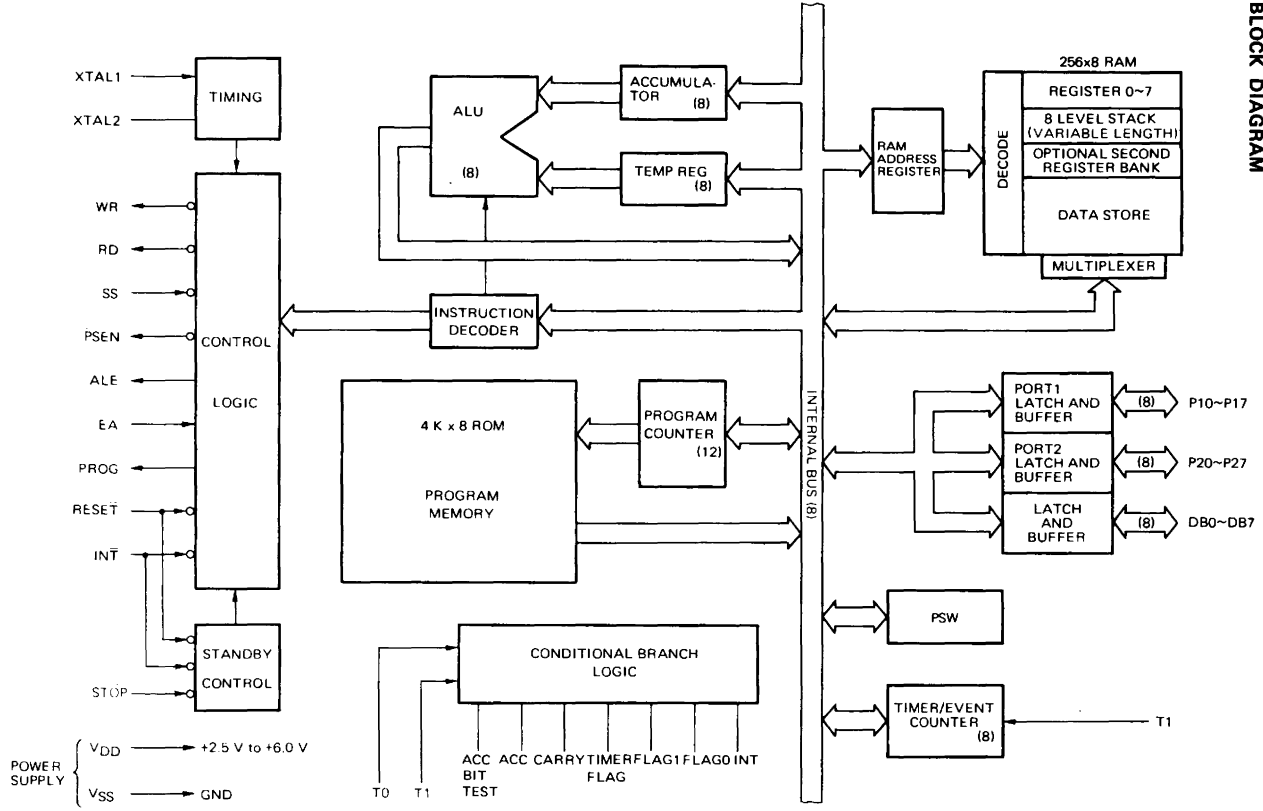 BLOCK DIAGRAM
XTAL1
XTAL2
TIMING
WR
RD
SS
PSEN
ALE
EA
PROG
RESET
INT
STOP
CONTROL
LOGIC
STANDBY
CONTROL
POWER
SUPPLY
VDD
+2.5 V to +6.0 V
VSS
GND
ALU
(8)
ACCUMULA-
TOR
(8)
TEMP REG
(8)
INSTRUCTION
DECODER
4 K x 8 ROM
PROGRAM
MEMORY
PROGRAM
COUNTER
(12)
CONDITIONAL BRANCH
LOGIC
T0
T1
ACC
BIT
TEST
ACC
CARRY
TIMER
FLAG
FLAG1
FLAG0
INT
INTERNAL BUS (8)
RAM
ADDRESS
REGISTER
256x8 RAM
DECODE
REGISTER 0~7
8 LEVEL STACK
(VARIABLE LENGTH)
OPTIONAL SECOND
REGISTER BANK
DATA STORE
MULTIPLEXER
PORT1
LATCH AND
BUFFER
(8)
P10~P17
PORT2
LATCH AND
BUFFER
(8)
P20~P27
LATCH
AND
BUFFER
(8)
DB0~DB7
PSW
TIMER/EVENT
COUNTER
(8)
T1